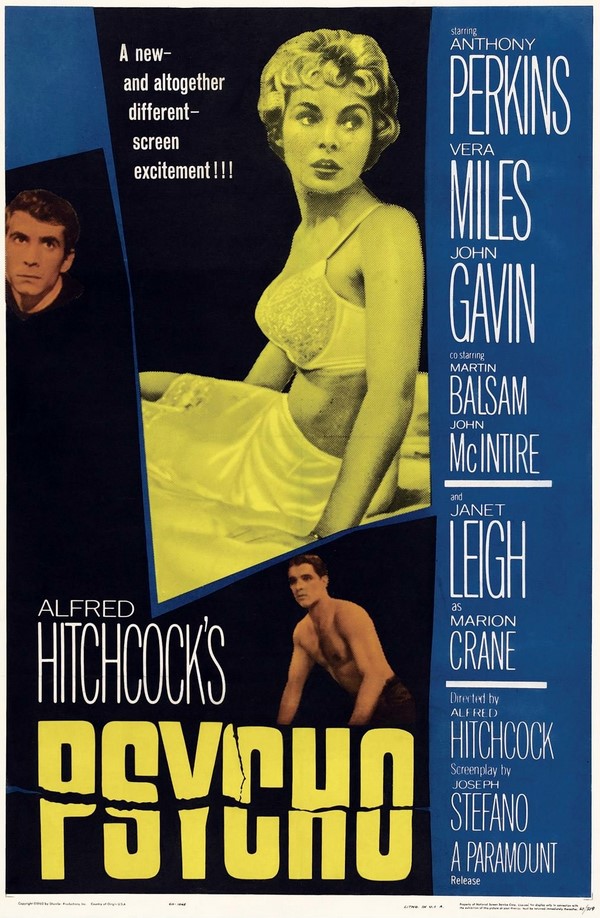 A new–
and altogether
different–
screen
excitement!!!
starring
ANTHONY
PERKINS
VERA
MILES
JOHN
GAVIN
co starring
MARTIN
BALSAM
JOHN
McINTIRE
and
JANET
LEIGH
as
MARION
CRANE
Directed by
ALFRED
HITCHCOCK
Screenplay by
JOSEPH
STEFANO
A PARAMOUNT
Release
ALFRED
HITCHCOCK'S
PSYCHO
LITHO. IN U.S.A.